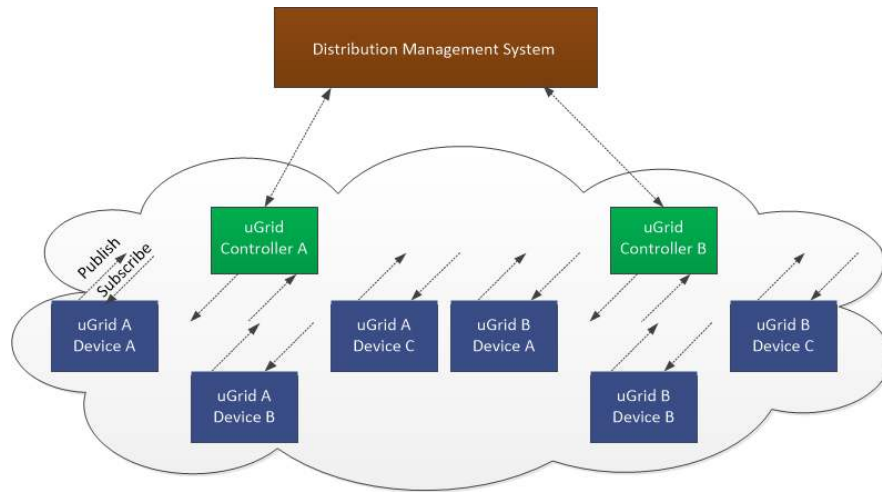 Distribution Management System
uGrid
Controller A
uGrid
Controller B
Publish
Subscribe
uGrid A
Device A
uGrid A
Device C
uGrid B
Device A
uGrid B
Device C
uGrid A
Device B
uGrid B
Device B